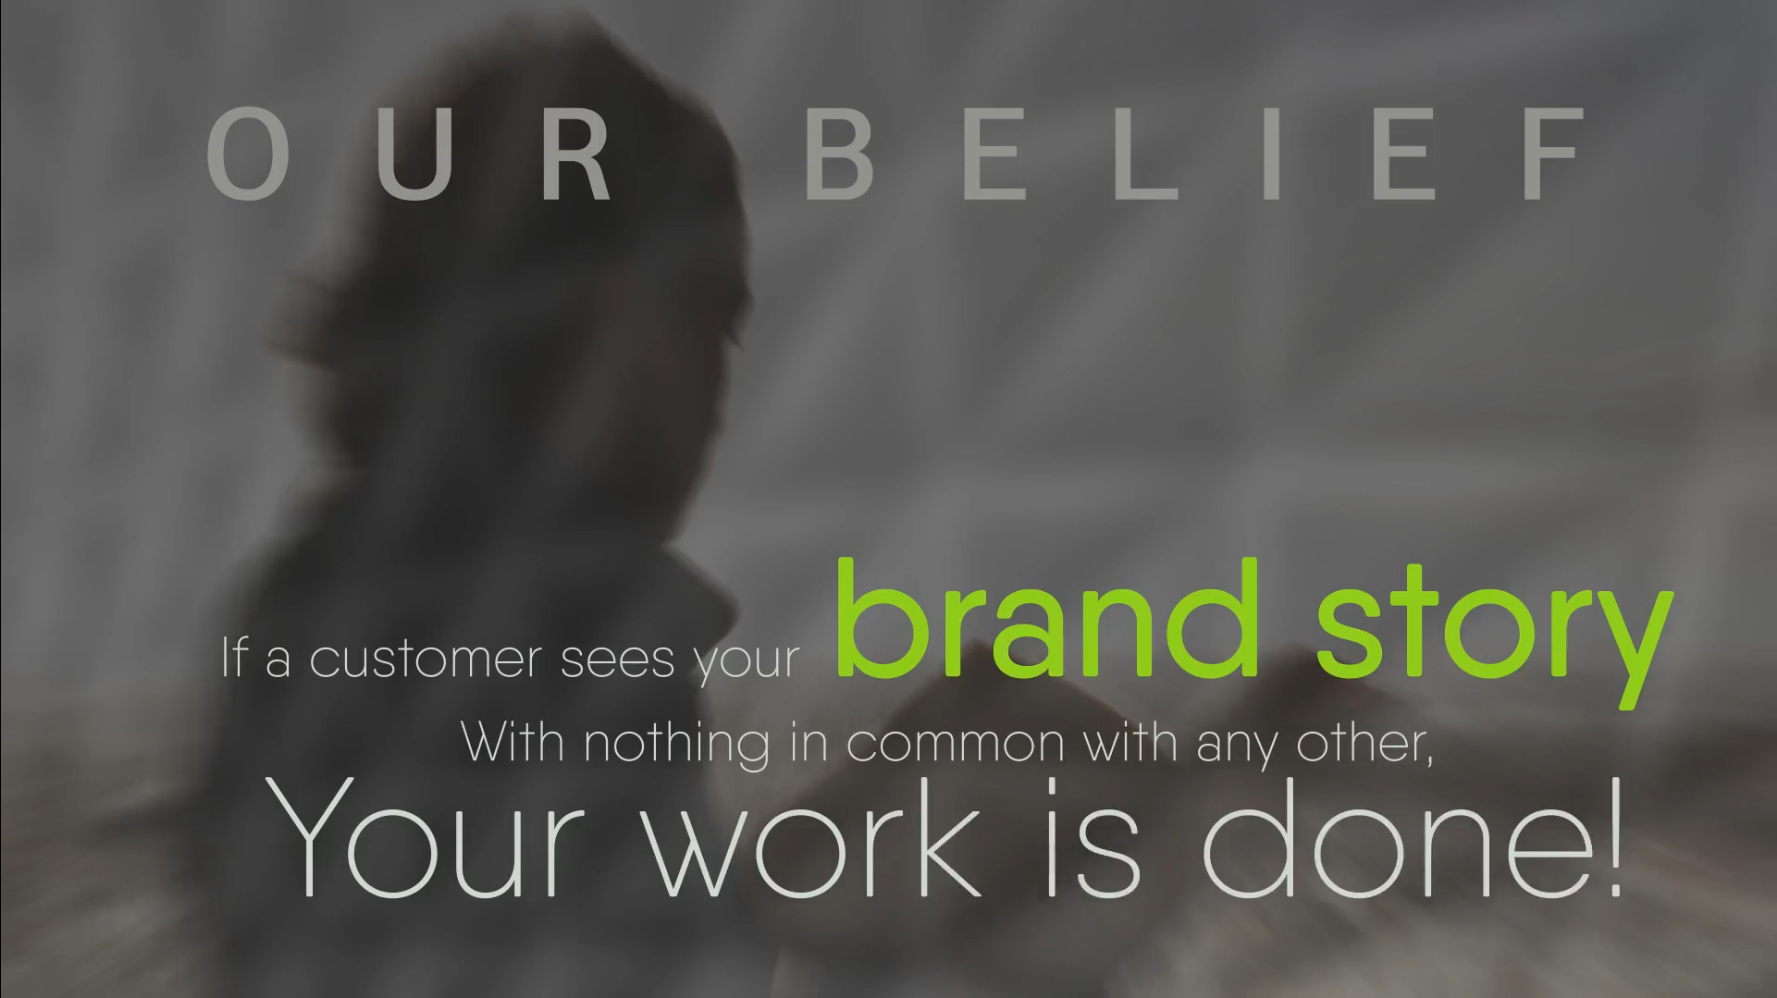 OUR BELIEF
If a customer sees your brand story
With nothing in common with any other,
Your work is done!